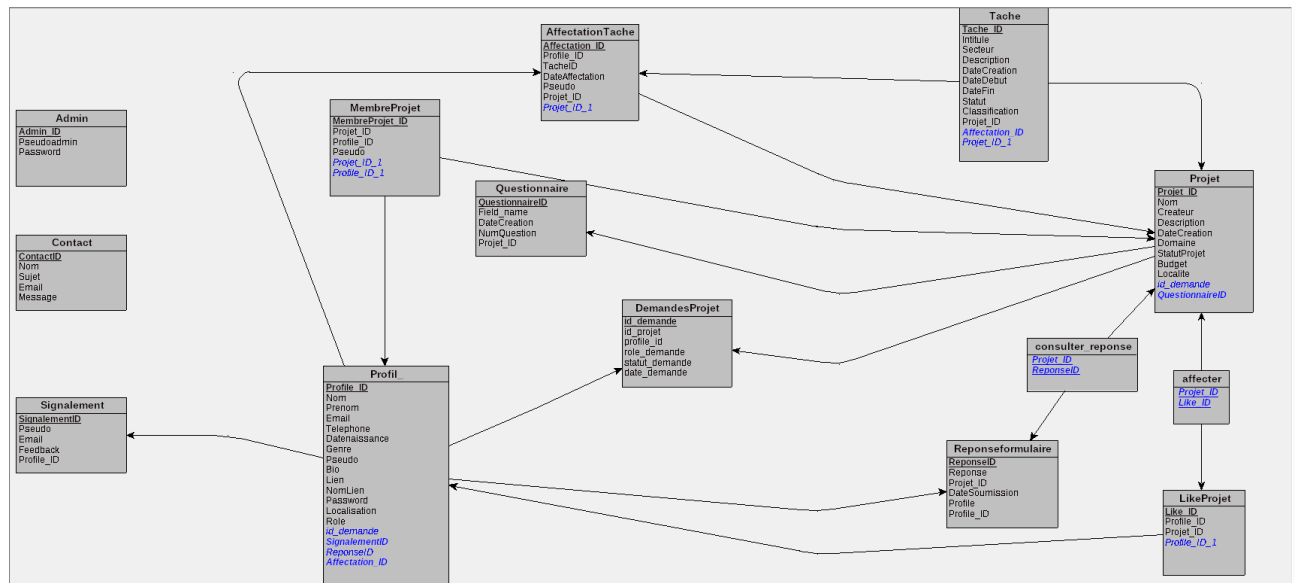 Admin
Admin_ID
Pseudoadmin
Password
Contact
ContactID
Nom
Sujet
Email
Message
Signalement
SignalementID
Pseudo
Email
Feedback
Profile_ID
MembreProjet
MembreProjet_ID
Projet_ID
Profile_ID
Pseudo
Projet_ID_1
Profile_ID_1
Profil_
Profile_ID
Nom
Prenom
Email
Telephone
Datenaissance
Genre
Pseudo
Bio
Lien
NomLien
Password
Localisation
Role
id_demande
SignalementID
ReponseID
Affectation_ID
AffectationTache
Affectation_ID
Profile_ID
TacheID
DateAffectation
Pseudo
Projet_ID
Projet_ID_1
Questionnaire
QuestionnaireID
Field_name
DateCreation
NumQuestion
Projet_ID
DemandesProjet
id_demande
id_projet
profile_id
role_demande
statut_demande
date_demande
Tache
Tache_ID
Intitule
Secteur
Description
DateCreation
DateDebut
DateFin
Statut
Classification
Projet_ID
Affectation_ID
Projet_ID_1
Projet
Projet_ID
Nom
Createur
Description
DateCreation
Domaine
StatutProjet
Budget
Localite
id_demande
QuestionnaireID
consulter_reponse
Projet_ID
ReponseID
affecter
Projet_ID
Like_ID
Reponseformulaire
ReponseID
Reponse
Projet_ID
DateSoumission
Profile
Profile_ID
LikeProjet
Like_ID
Profile_ID
Projet_ID
Profile_ID_1